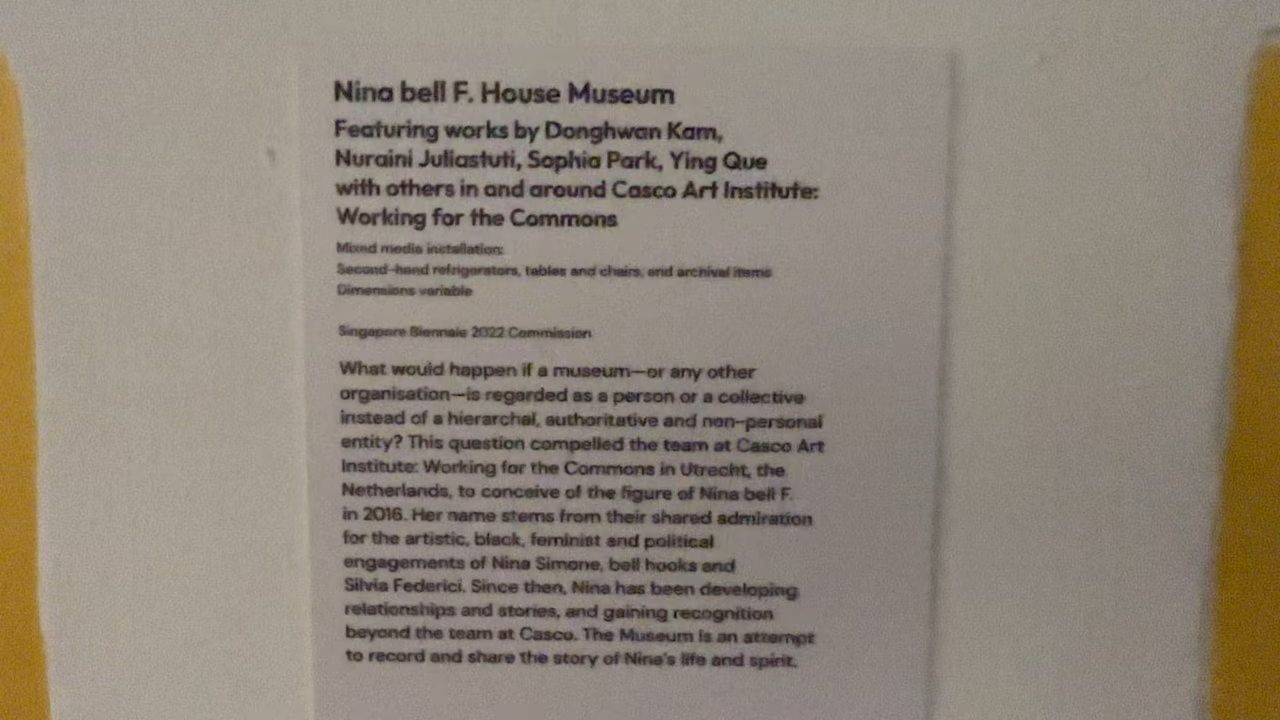 Nina bell F. House Museum
Featuring works by Donghwan Kam,
Nuraini Juliastuti, Sophia Park, Ying Que
with others in and around Casco Art Institute:
Working for the Commons
Mixed media installation:
Second-hand refrigerators, tables and chairs, and archival items
Dimensions variable
Singapore Biennale 2022 Commission
What would happen if a museum—or any other
organisation—is regarded as a person or a collective
instead of a hierarchal, authoritative and non-personal
entity? This question compelled the team at Casco Art
Institute: Working for the Commons in Utrecht, the
Netherlands, to conceive of the figure of Nina bell F.
in 2016. Her name stems from their shared admiration
for the artistic, black, feminist and political
engagements of Nina Simone, bell hooks and
Silvia Federici. Since then, Nina has been developing
relationships and stories, and gaining recognition
beyond the team at Casco. The Museum is an attempt
to record and share the story of Nina's life and spirit.